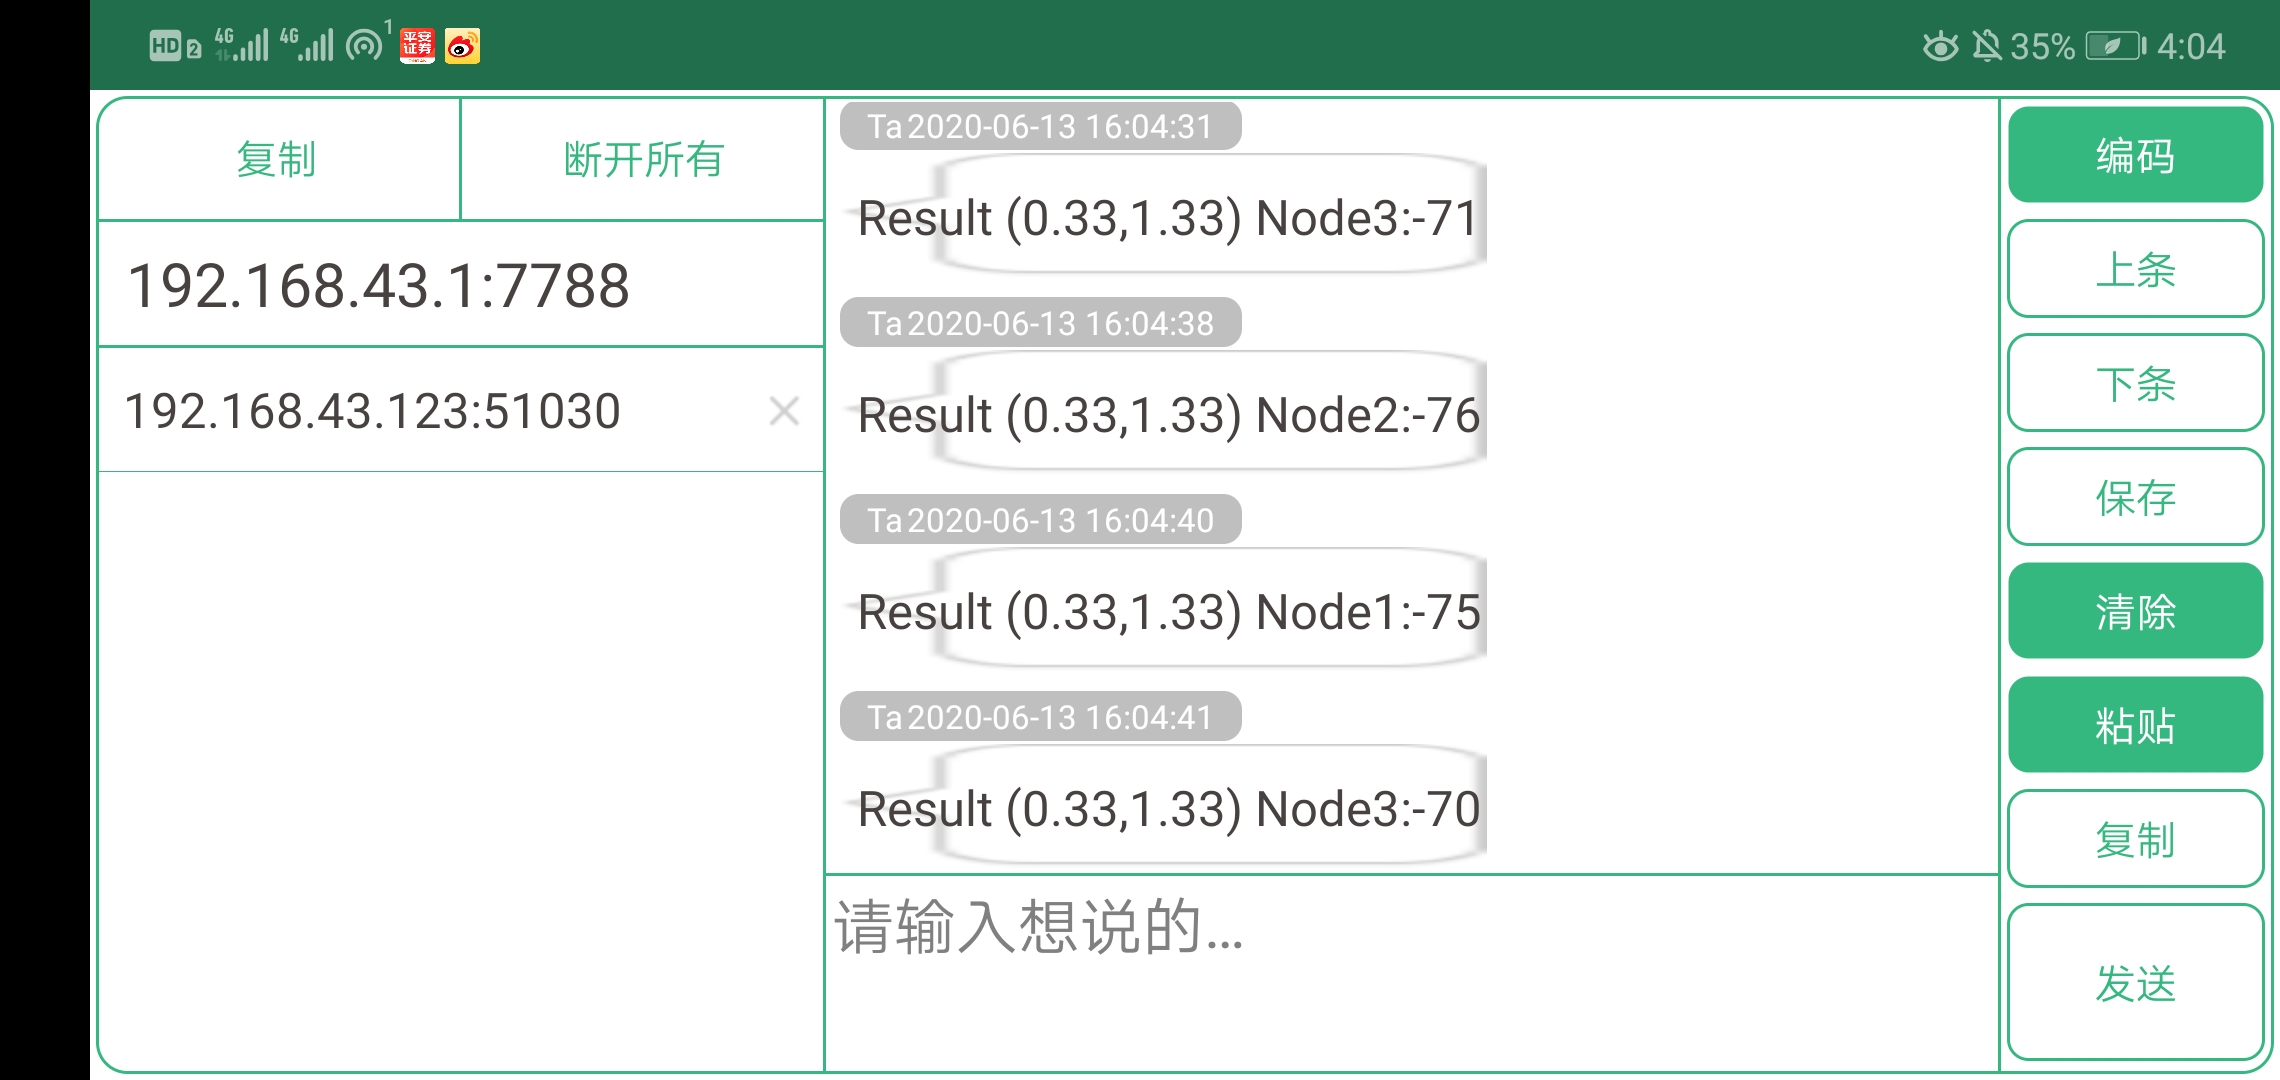 HD 2 4G 4G 1 平安证券 35% 4:04
复制 断开所有
192.168.43.1:7788
192.168.43.123:51030
Ta 2020-06-13 16:04:31
Result (0.33,1.33) Node3:-71
Ta 2020-06-13 16:04:38
Result (0.33,1.33) Node2:-76
Ta 2020-06-13 16:04:40
Result (0.33,1.33) Node1:-75
Ta 2020-06-13 16:04:41
Result (0.33,1.33) Node3:-70
请输入想说的...
编码
上条
下条
保存
清除
粘贴
复制
发送